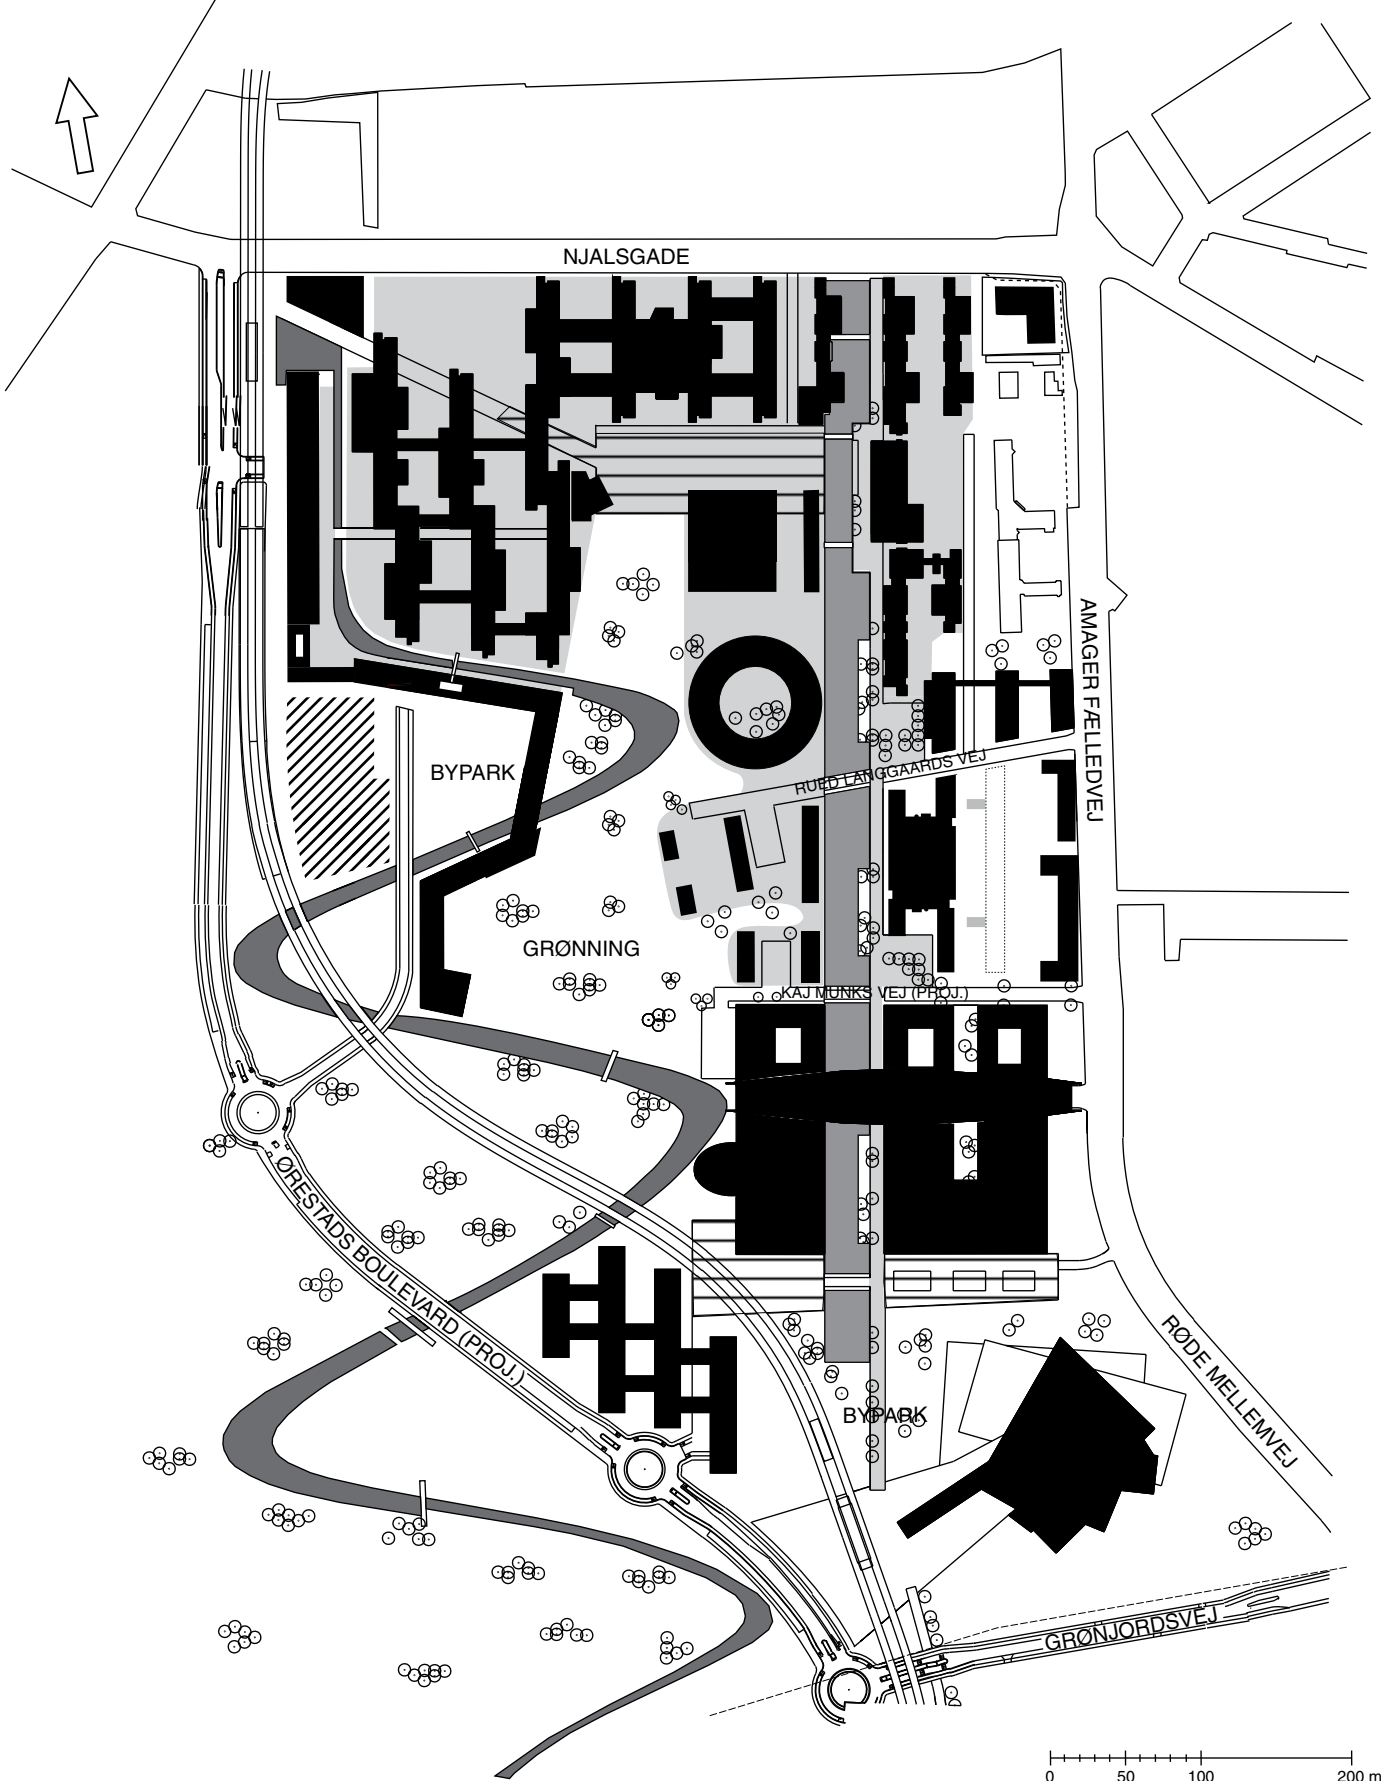 NJALSGADE
AMAGER FÆLLEDVEJ
BYPARK
RUED LANGGAARDS VEJ
GRØNNING
KAJ MUNKS VEJ (PROJ.)
ØRESTADS BOULEVARD (PROJ.)
RØDE MELLEMVEJ
BYPARK
GRØNJORDSVEJ
0 50 100 200 m